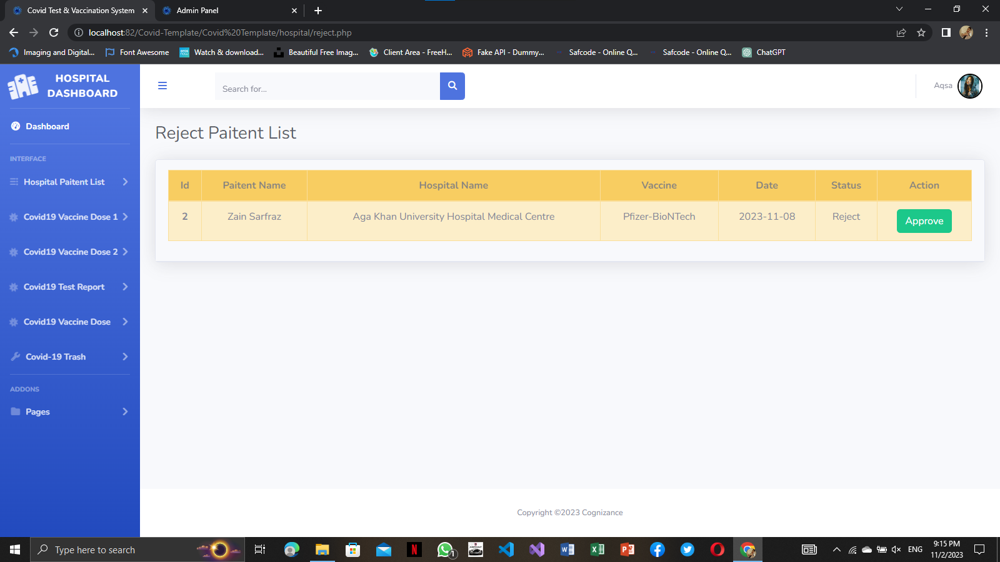 Covid Test & Vaccination System
Admin Panel
localhost:82/Covid-Template/Covid%20Template/hospital/reject.php
Imaging and Digital...
Font Awesome
Watch & download...
Beautiful Free Imag...
Client Area - FreeH...
Fake API - Dummy...
Safcode - Online Q...
Safcode - Online Q...
ChatGPT
HOSPITAL
DASHBOARD
Search for...
Aqsa
Dashboard
INTERFACE
Hospital Paitent List
Covid19 Vaccine Dose 1
Covid19 Vaccine Dose 2
Covid19 Test Report
Covid19 Vaccine Dose
Covid-19 Trash
ADDONS
Pages
Reject Paitent List
Id Paitent Name Hospital Name Vaccine Date Status Action
2 Zain Sarfraz Aga Khan University Hospital Medical Centre Pfizer-BioNTech 2023-11-08 Reject Approve
Copyright ©2023 Cognizance
Type here to search
1
ENG
9:15 PM
11/2/2023